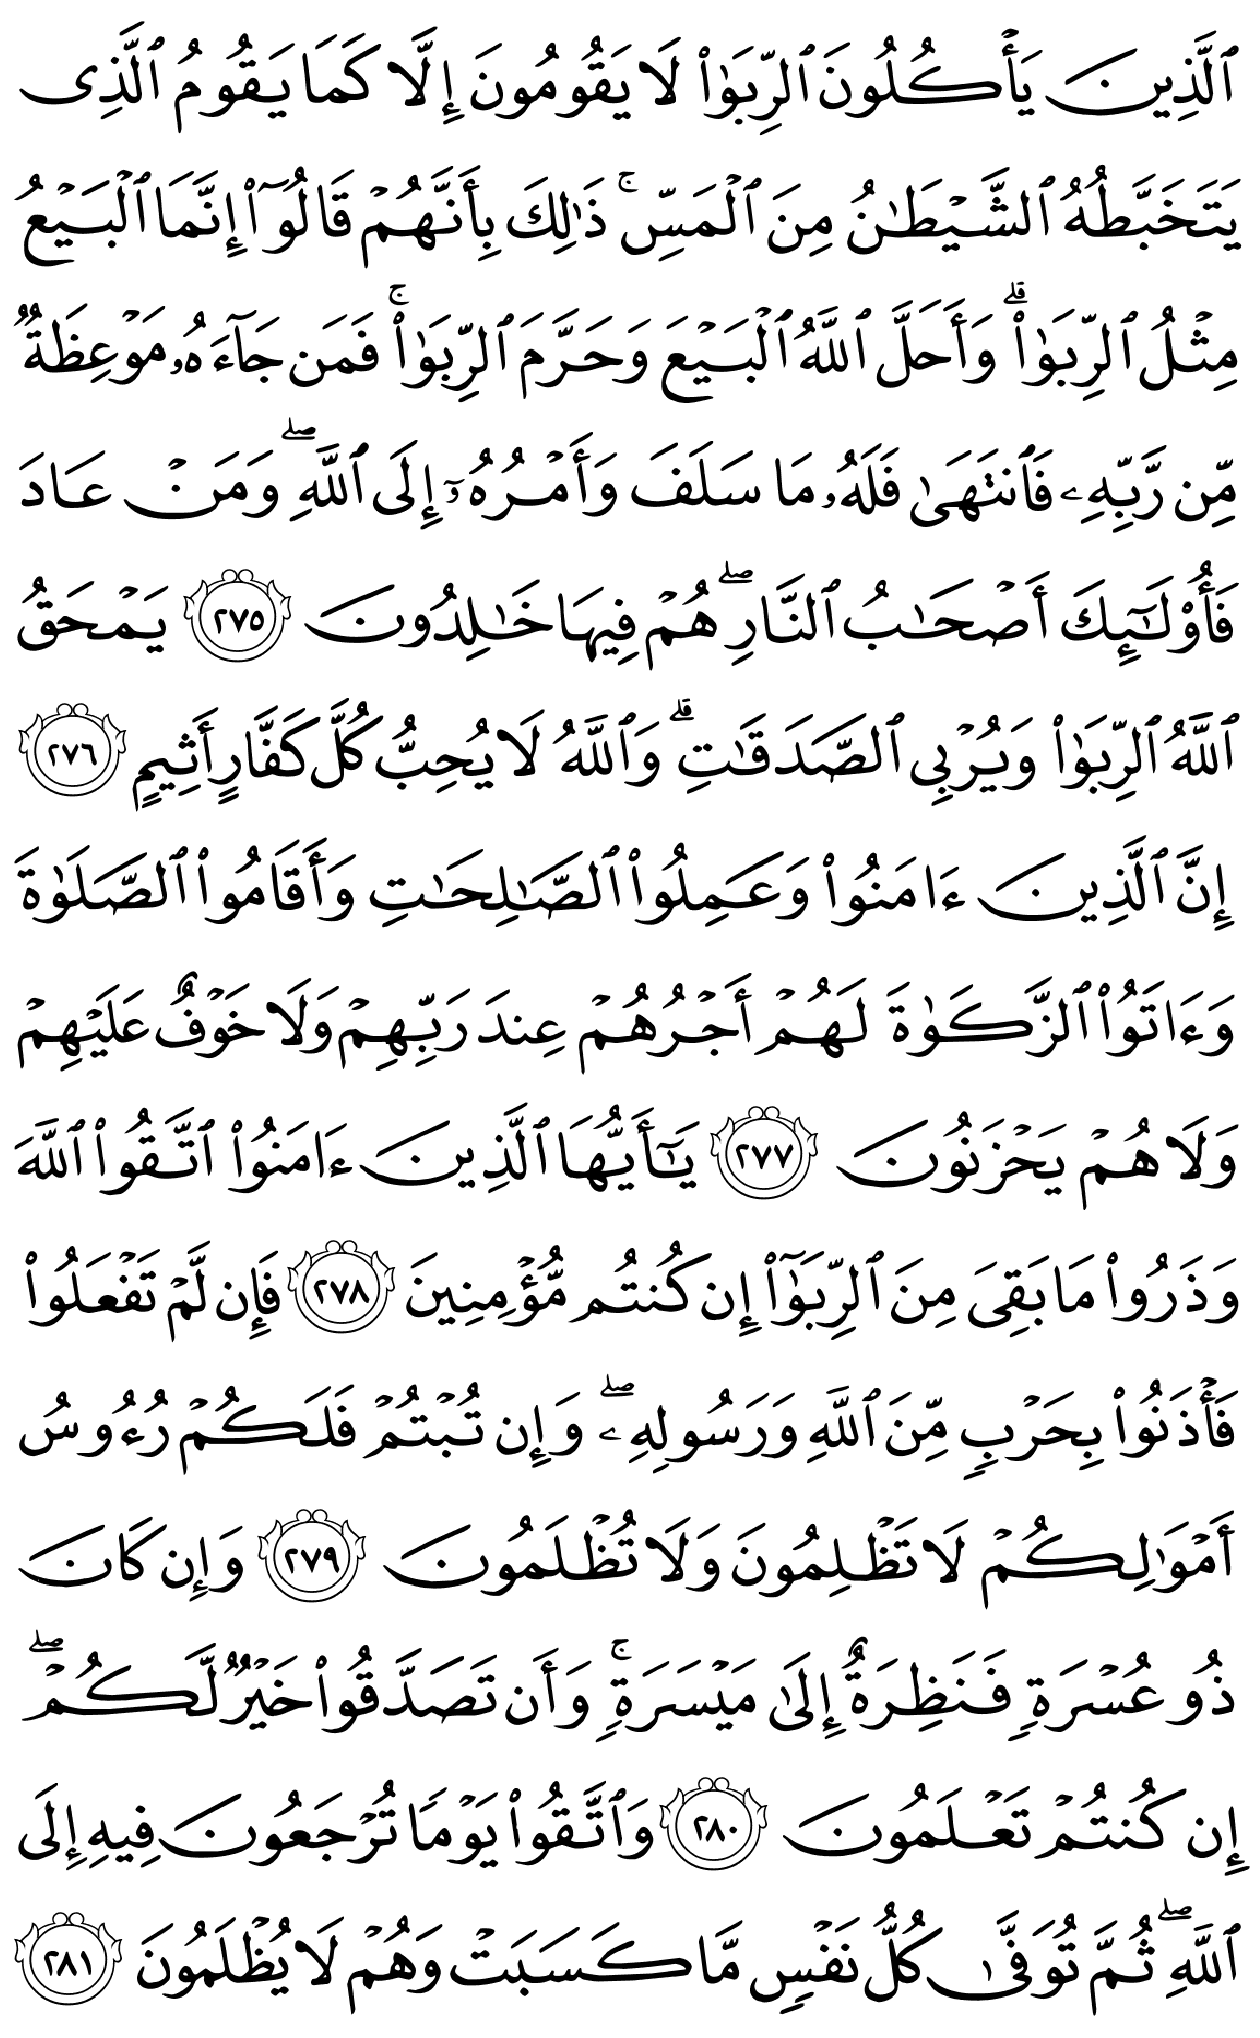 ٱلَّذِينَ يَأۡكُلُونَ ٱلرِّبَوٰاْ لَا يَقُومُونَ إِلَّا كَمَا يَقُومُ ٱلَّذِى
يَتَخَبَّطُهُ ٱلشَّيۡطَٰنُ مِنَ ٱلۡمَسِّۚ ذَٰلِكَ بِأَنَّهُمۡ قَالُوٓاْ إِنَّمَا ٱلۡبَيۡعُ
مِثۡلُ ٱلرِّبَوٰاْۗ وَأَحَلَّ ٱللَّهُ ٱلۡبَيۡعَ وَحَرَّمَ ٱلرِّبَوٰاْۚ فَمَن جَآءَهُۥ مَوۡعِظَةٌ
مِّن رَّبِّهِۦ فَٱنتَهَىٰ فَلَهُۥ مَا سَلَفَ وَأَمۡرُهُۥٓ إِلَى ٱللَّهِۖ وَمَنۡ عَادَ
فَأُوْلَٰٓئِكَ أَصۡحَٰبُ ٱلنَّارِۖ هُمۡ فِيهَا خَٰلِدُونَ ٢٧٥ يَمۡحَقُ
ٱللَّهُ ٱلرِّبَوٰاْ وَيُرۡبِى ٱلصَّدَقَٰتِۗ وَٱللَّهُ لَا يُحِبُّ كُلَّ كَفَّارٍ أَثِيمٍ ٢٧٦
إِنَّ ٱلَّذِينَ ءَامَنُواْ وَعَمِلُواْ ٱلصَّٰلِحَٰتِ وَأَقَامُواْ ٱلصَّلَوٰةَ
وَءَاتَوُاْ ٱلزَّكَوٰةَ لَهُمۡ أَجۡرُهُمۡ عِندَ رَبِّهِمۡ وَلَا خَوۡفٌ عَلَيۡهِمۡ
وَلَا هُمۡ يَحۡزَنُونَ ٢٧٧ يَٰٓأَيُّهَا ٱلَّذِينَ ءَامَنُواْ ٱتَّقُواْ ٱللَّهَ
وَذَرُواْ مَا بَقِىَ مِنَ ٱلرِّبَوٰٓاْ إِن كُنتُم مُّؤۡمِنِينَ ٢٧٨ فَإِن لَّمۡ تَفۡعَلُواْ
فَأۡذَنُواْ بِحَرۡبٍ مِّنَ ٱللَّهِ وَرَسُولِهِۦۖ وَإِن تُبۡتُمۡ فَلَكُمۡ رُءُوسُ
أَمۡوَٰلِكُمۡ لَا تَظۡلِمُونَ وَلَا تُظۡلَمُونَ ٢٧٩ وَإِن كَانَ
ذُو عُسۡرَةٍ فَنَظِرَةٌ إِلَىٰ مَيۡسَرَةٍۚ وَأَن تَصَدَّقُواْ خَيۡرٌ لَّكُمۡۖ
إِن كُنتُمۡ تَعۡلَمُونَ ٢٨٠ وَٱتَّقُواْ يَوۡمًا تُرۡجَعُونَ فِيهِ إِلَى
ٱللَّهِۖ ثُمَّ تُوَفَّىٰ كُلُّ نَفۡسٍ مَّا كَسَبَتۡ وَهُمۡ لَا يُظۡلَمُونَ ٢٨١